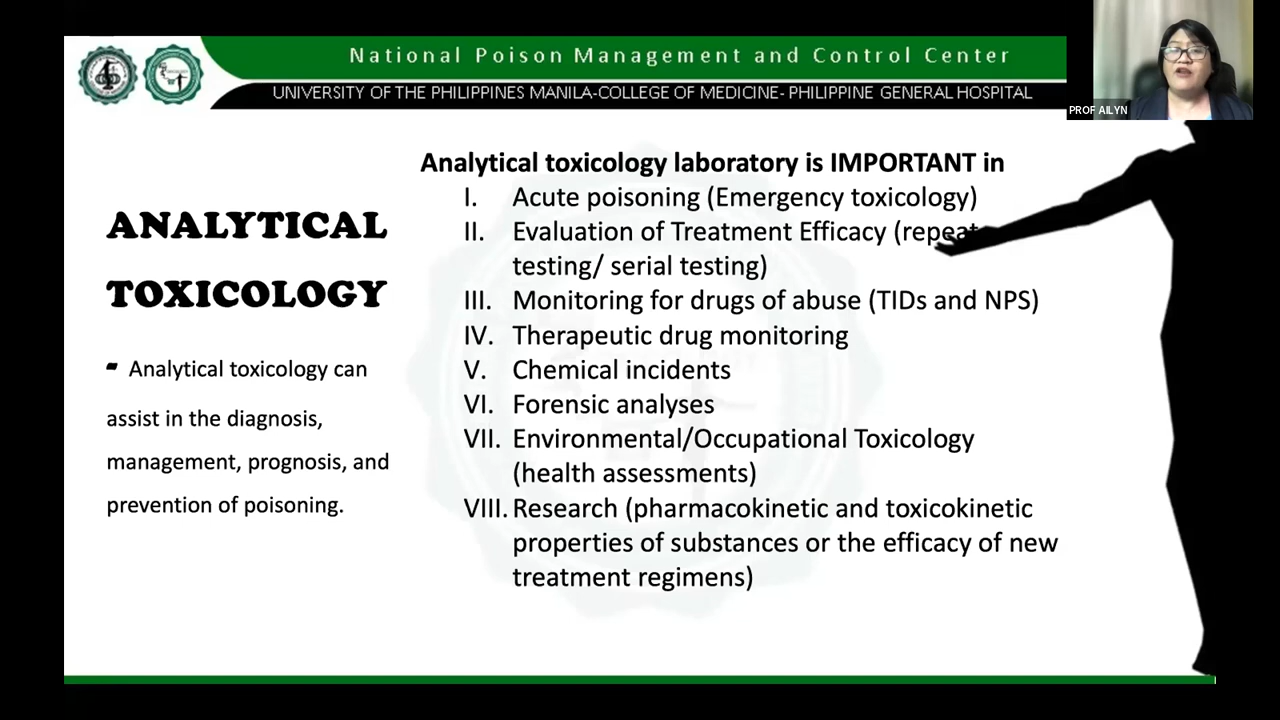 National Poison Management and Control Center
UNIVERSITY OF THE PHILIPPINES MANILA-COLLEGE OF MEDICINE- PHILIPPINE GENERAL HOSPITAL
PROF AILYN
ANALYTICAL
TOXICOLOGY
- Analytical toxicology can
assist in the diagnosis,
management, prognosis, and
prevention of poisoning.
Analytical toxicology laboratory is IMPORTANT in
I. Acute poisoning (Emergency toxicology)
II. Evaluation of Treatment Efficacy (repeat
testing/ serial testing)
III. Monitoring for drugs of abuse (TIDs and NPS)
IV. Therapeutic drug monitoring
V. Chemical incidents
VI. Forensic analyses
VII. Environmental/Occupational Toxicology
(health assessments)
VIII. Research (pharmacokinetic and toxicokinetic
properties of substances or the efficacy of new
treatment regimens)